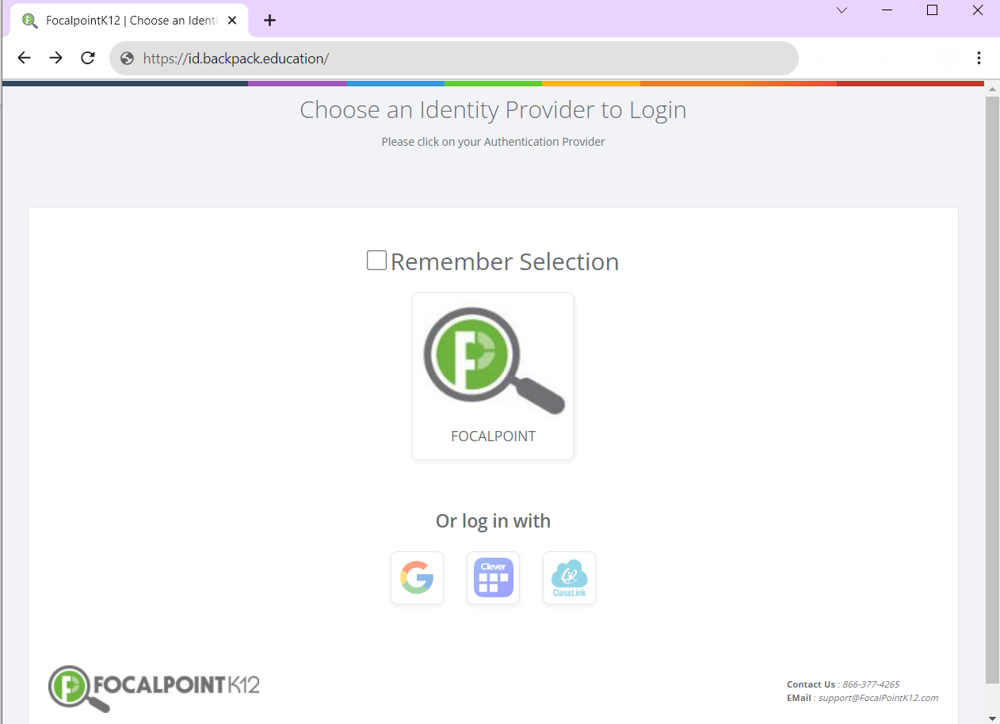 FocalpointK12 | Choose an Identi
https://id.backpack.education/
Choose an Identity Provider to Login
Please click on your Authentication Provider
Remember Selection
FP
FOCALPOINT
Or log in with
G
Clever
ClassLink
FP FOCALPOINTK12
Contact Us : 866-377-4265
EMail : support@FocalPointK12.com